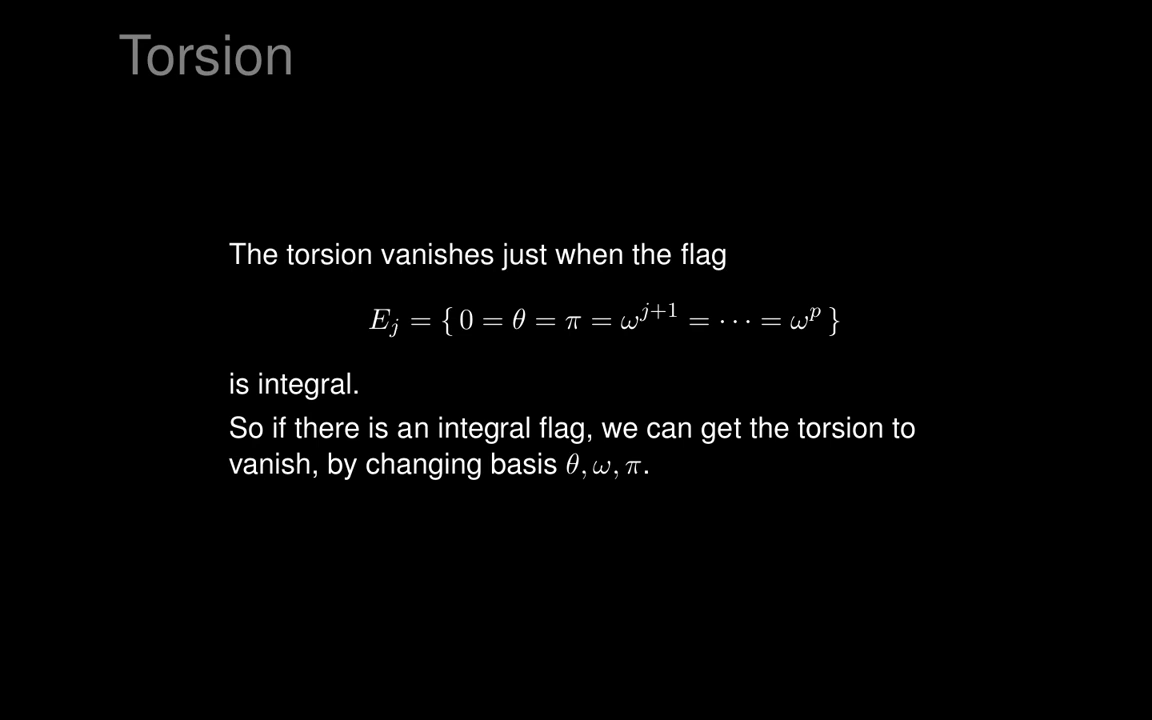 Torsion
The torsion vanishes just when the flag
E_j = { 0 = θ = π = ω^{j+1} = ⋯ = ω^p }
is integral.
So if there is an integral flag, we can get the torsion to
vanish, by changing basis θ, ω, π.